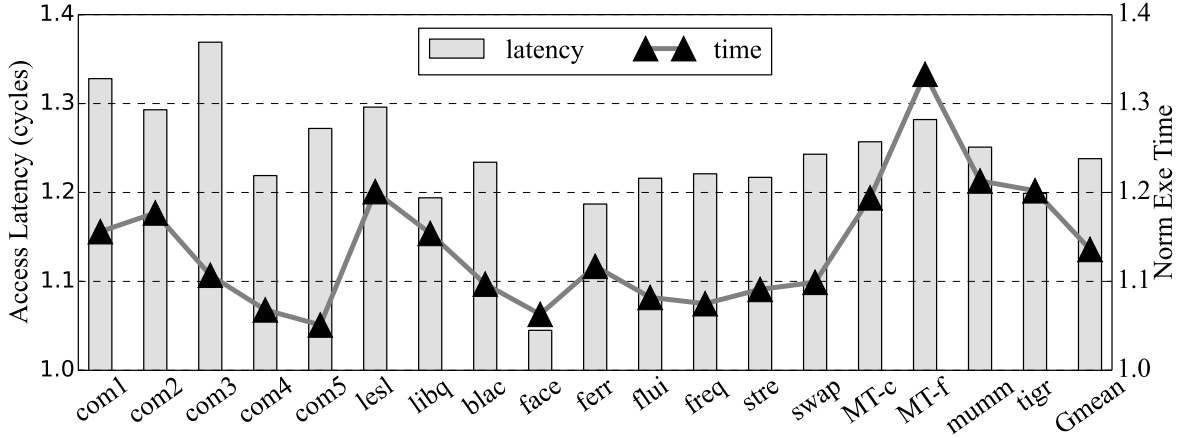 latency time
Access Latency (cycles)
1.4
1.3
1.2
1.1
1.0
1.4
1.3
1.2
1.1
1.0
Norm Exe Time
com1 com2 com3 com4 com5 lesl libq blac face ferr flui freq stre swap MT-c MT-f mumm tigr Gmean